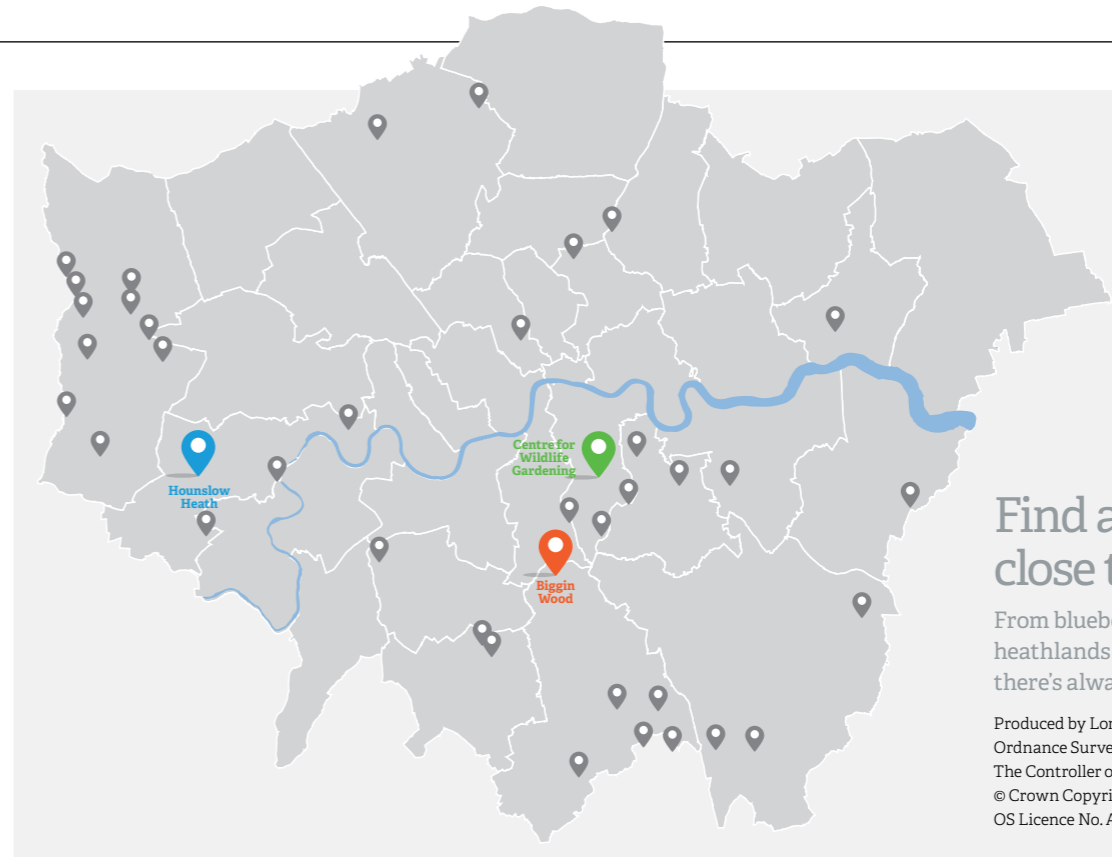 Centre for
Wildlife
Gardening
Hounslow
Heath
Biggin
Wood
Find a
close t
From blueb
heathlands
there's alwa
Produced by Lon
Ordnance Surve
The Controller o
© Crown Copyri
OS Licence No. A